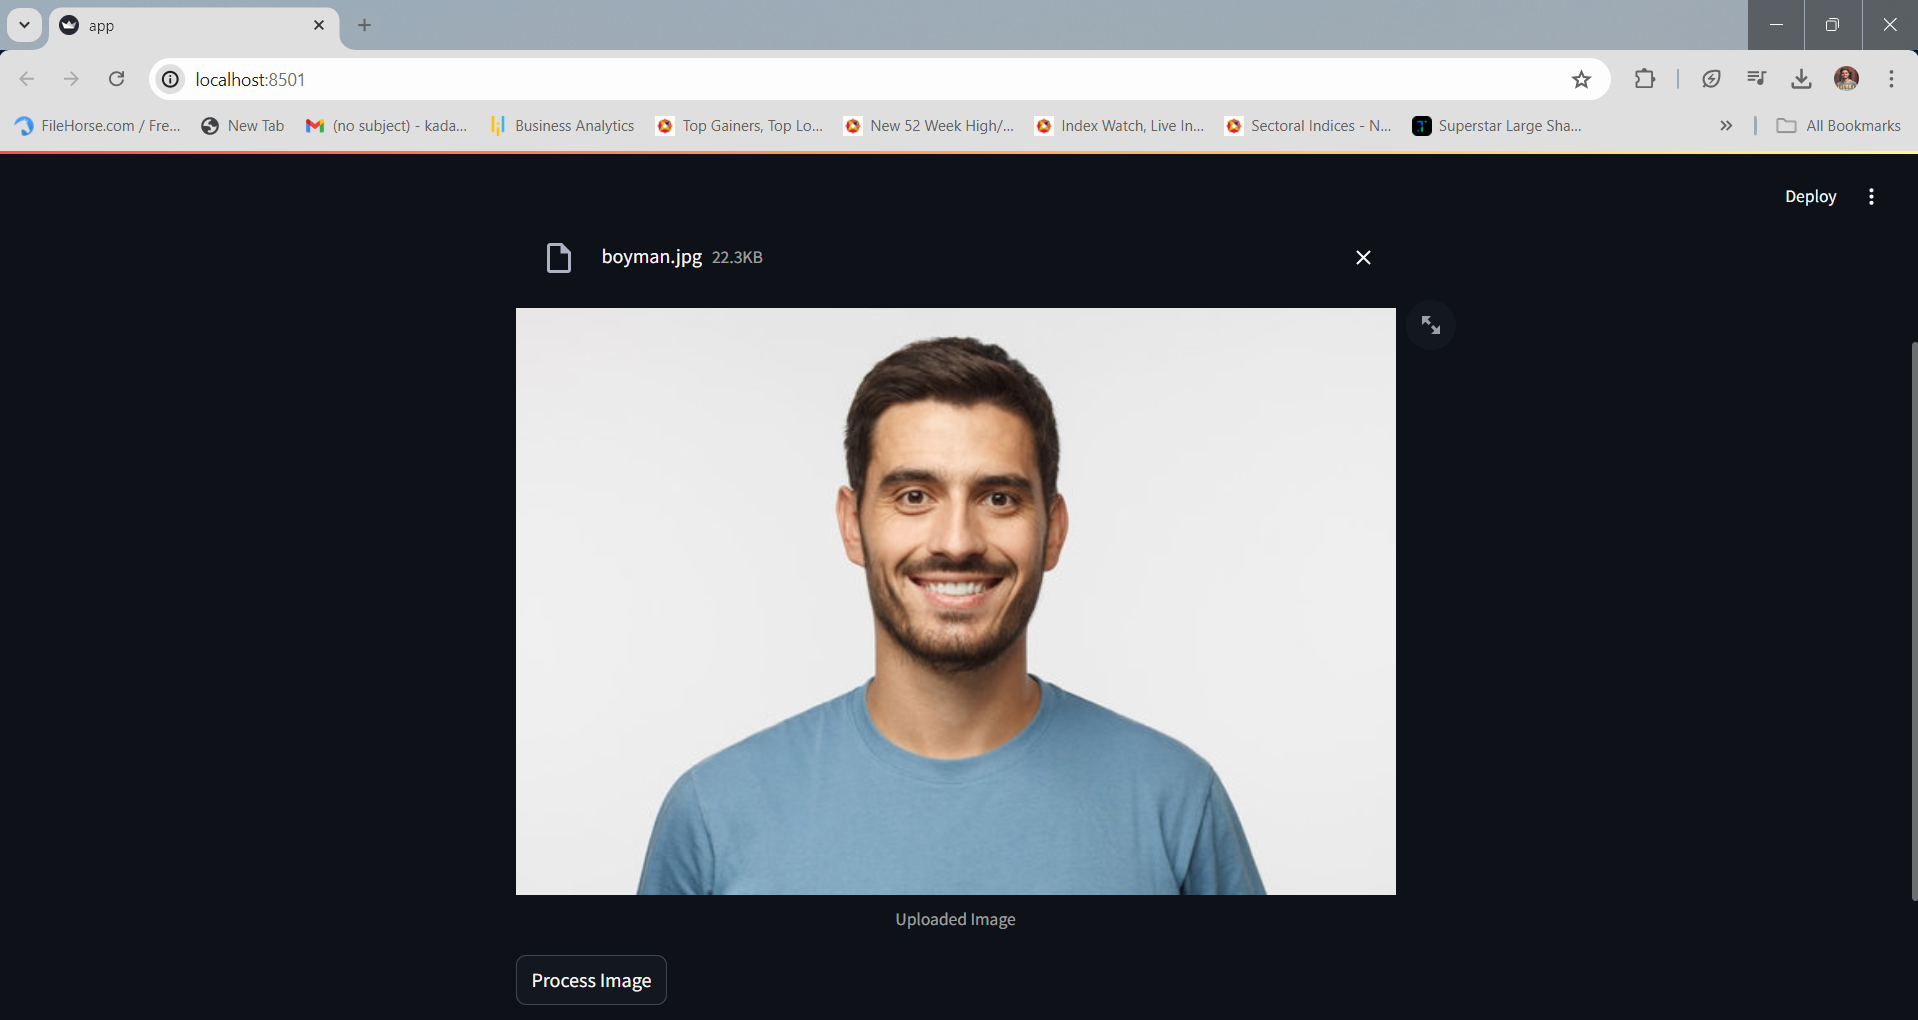 app
localhost:8501
FileHorse.com / Fre... New Tab (no subject) - kada... Business Analytics Top Gainers, Top Lo... New 52 Week High/... Index Watch, Live In... Sectoral Indices - N... Superstar Large Sha... All Bookmarks
Deploy
boyman.jpg 22.3KB
Uploaded Image
Process Image